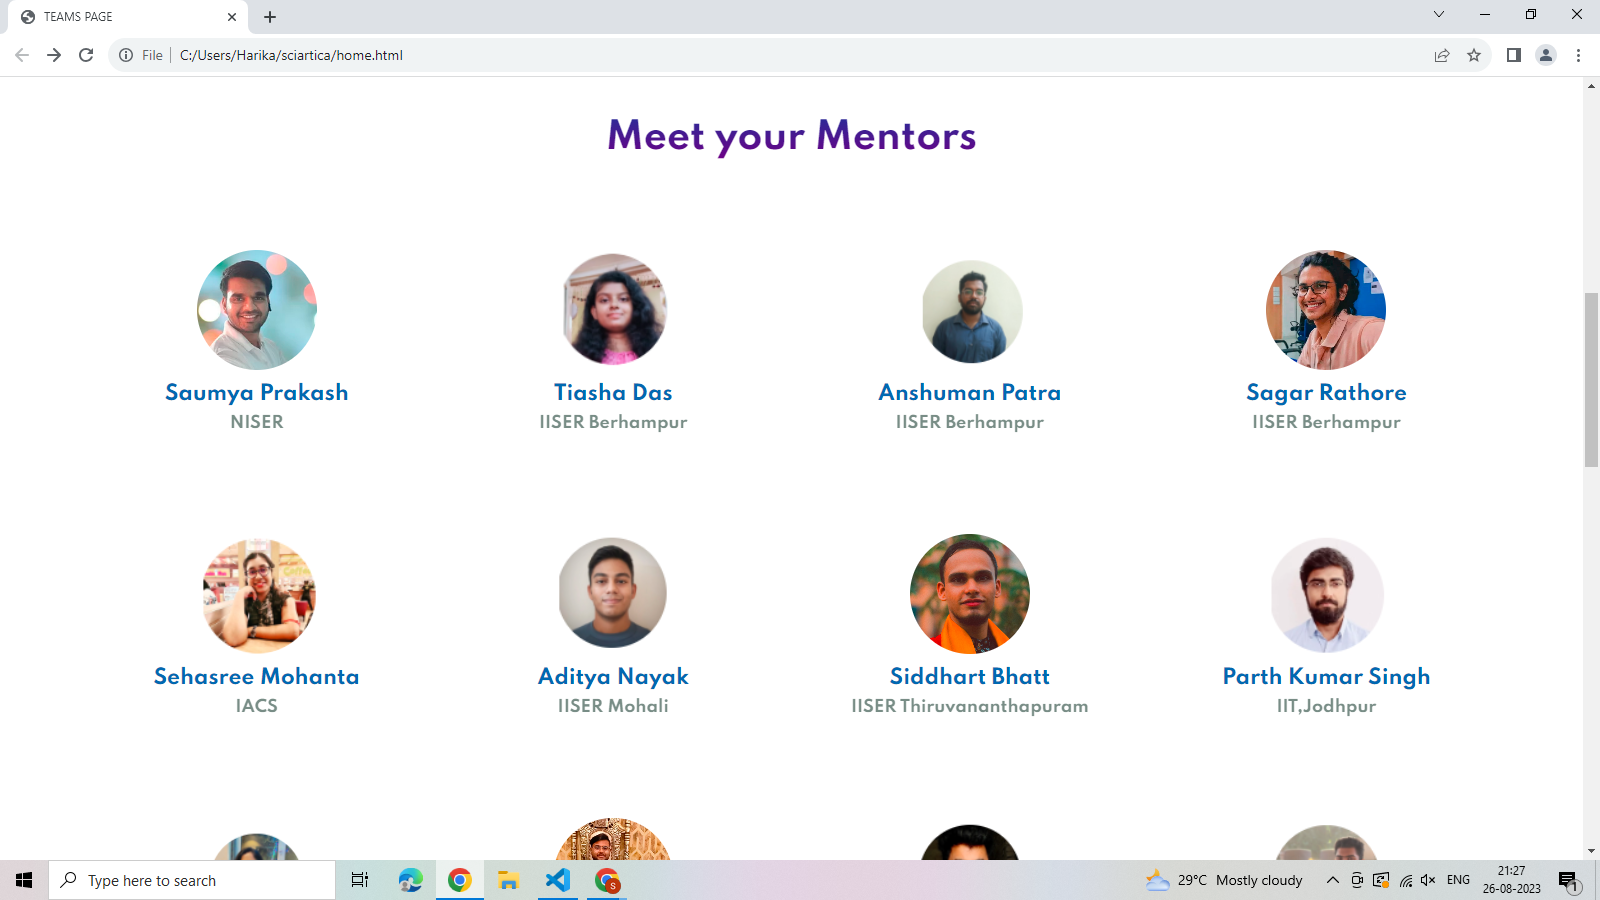 TEAMS PAGE
File C:/Users/Harika/sciartica/home.html
Meet your Mentors
Saumya Prakash
NISER
Tiasha Das
IISER Berhampur
Anshuman Patra
IISER Berhampur
Sagar Rathore
IISER Berhampur
Sehasree Mohanta
IACS
Aditya Nayak
IISER Mohali
Siddhart Bhatt
IISER Thiruvananthapuram
Parth Kumar Singh
IIT,Jodhpur
Type here to search
S
29°C Mostly cloudy
ENG
21:27
26-08-2023
1